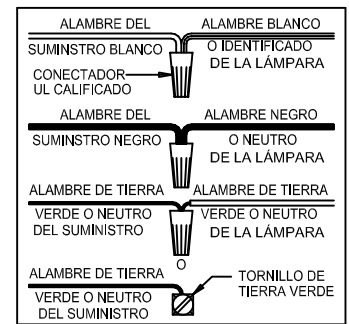 ALAMBRE DEL ALAMBRE BLANCO
SUMINSTRO BLANCO O IDENTIFICADO
DE LA LÁMPARA
CONECTADOR
UL CALIFICADO
ALAMBRE DEL ALAMBRE NEGRO
SUMINSTRO NEGRO O NEUTRO
DE LA LÁMPARA
ALAMBRE DE TIERRA ALAMBRE DE TIERRA
VERDE O NEUTRO VERDE O NEUTRO
DEL SUMINISTRO DE LA LÁMPARA
O
ALAMBRE DE TIERRA TORNILLO DE
TIERRA VERDE
VERDE O NEUTRO
DEL SUMINISTRO